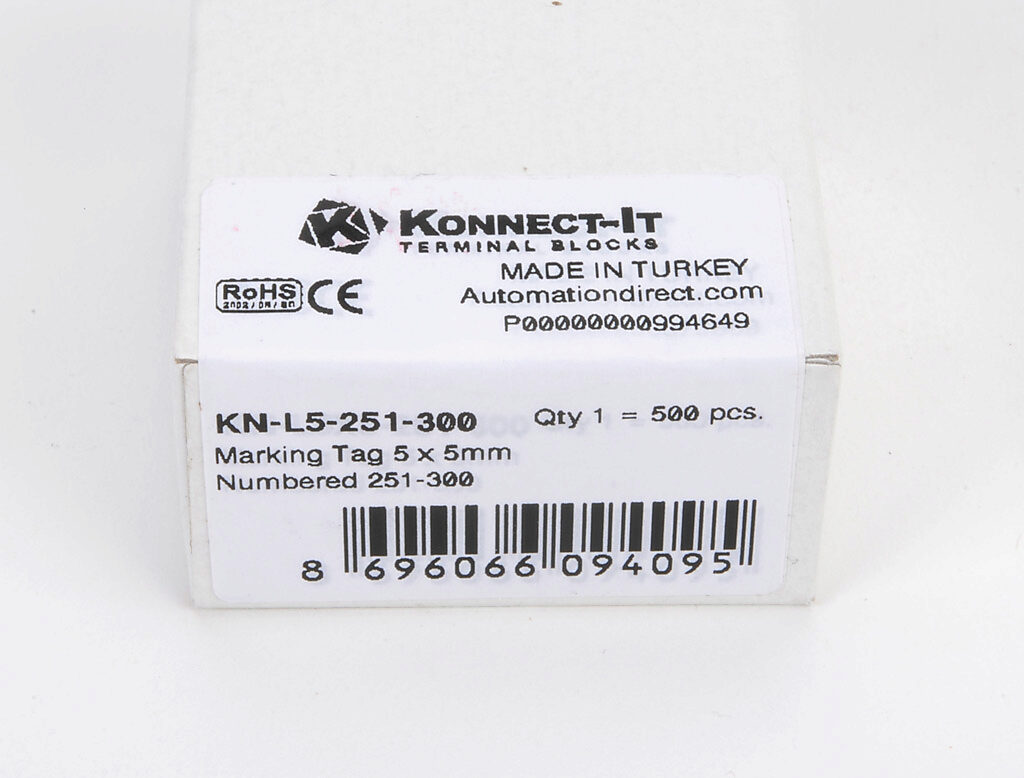 KONNECT-IT
TERMINAL BLOCKS
MADE IN TURKEY
RoHS CE
Automationdirect.com
P00000000994649
KN-L5-251-300 Qty 1 = 500 pcs.
Marking Tag 5 x 5mm
Numbered 251-300
8 696066 094095